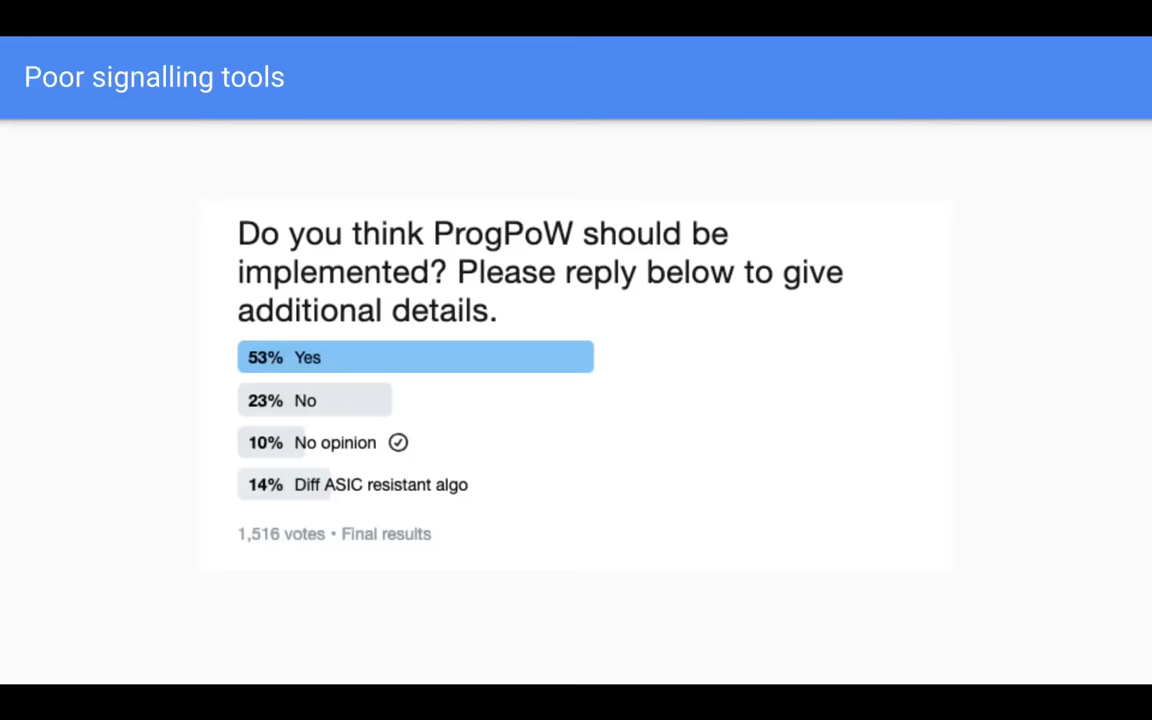 Poor signalling tools
Do you think ProgPoW should be
implemented? Please reply below to give
additional details.
53% Yes
23% No
10% No opinion
14% Diff ASIC resistant algo
1,516 votes • Final results